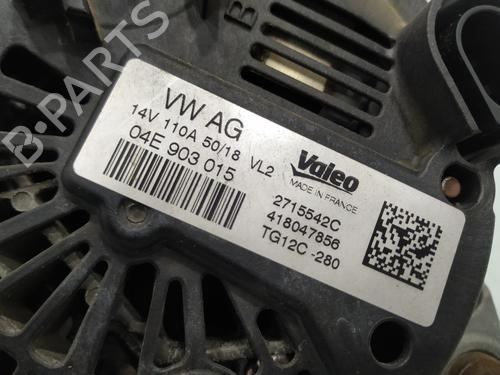 B
VW AG
14V 110A 50/18 VL2
04E 903 015
Valeo
MADE IN FRANCE
2715542C
418047856
TG12C -280
B-PARTS